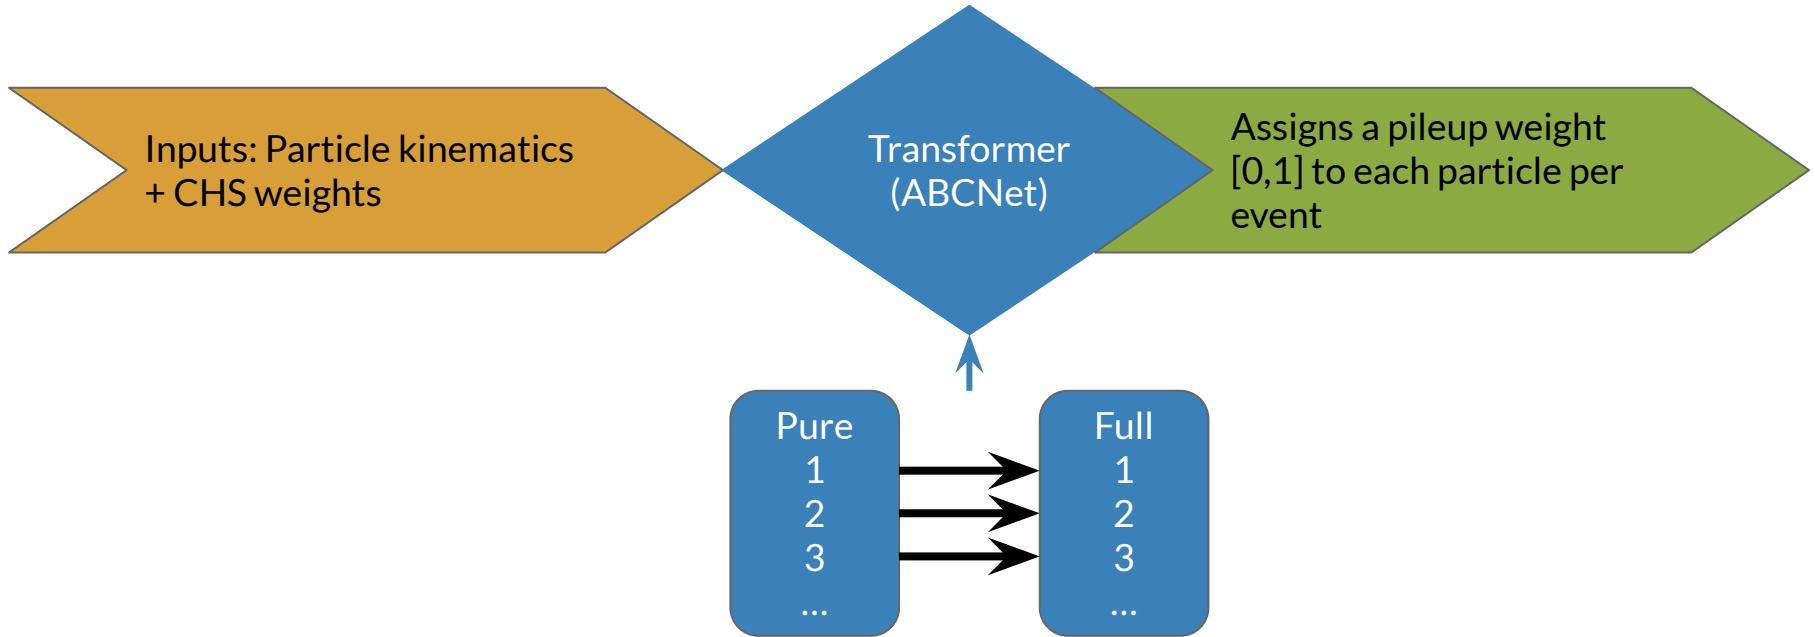 Inputs: Particle kinematics
+ CHS weights
Transformer
(ABCNet)
Assigns a pileup weight
[0,1] to each particle per
event
Pure
1
2
3
...
Full
1
2
3
...